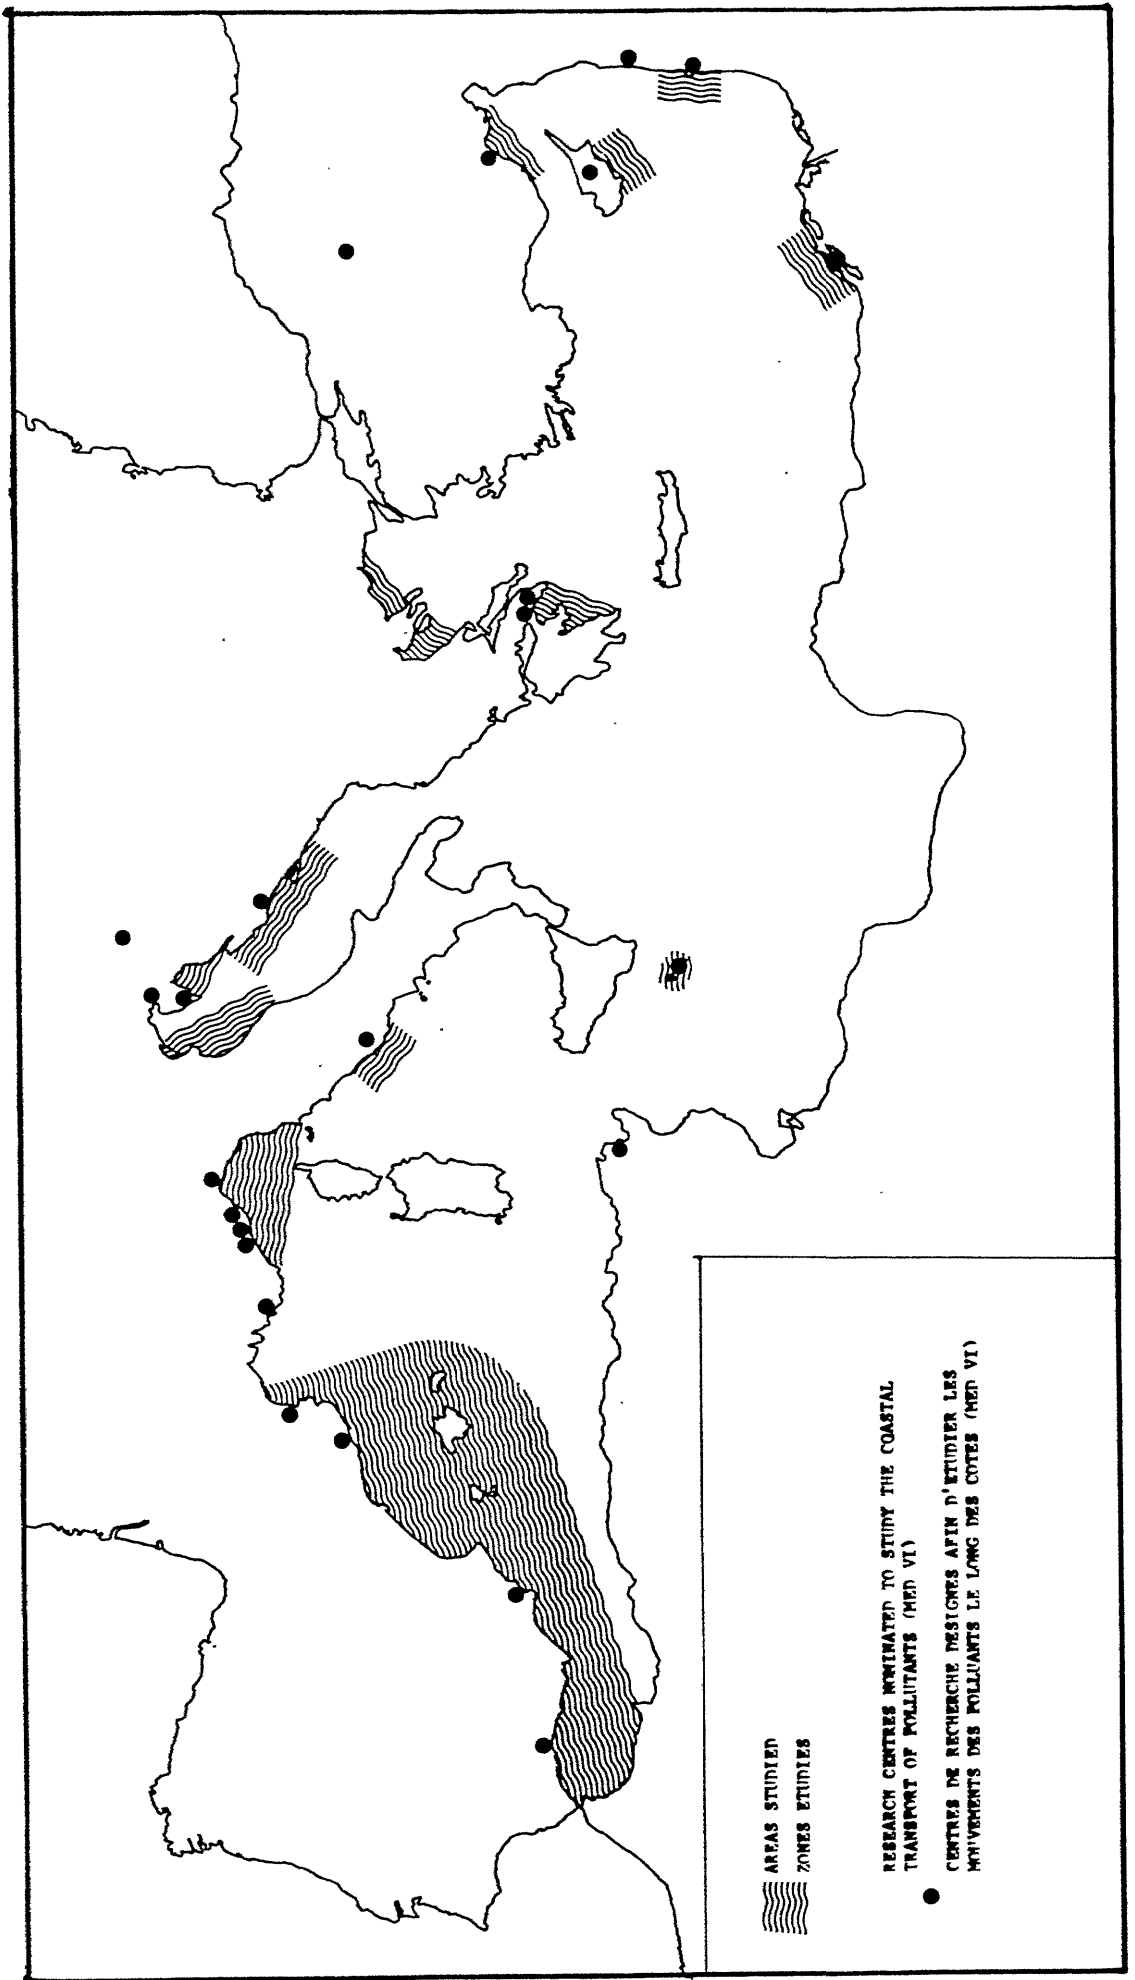 AREAS STUDIED
ZONES ETUDIES
RESEARCH CENTRES NOMINATED TO STUDY THE COASTAL
TRANSPORT OF POLLUTANTS (MED VI)
CENTRES DE RECHERCHE DESIGNES AFIN D'ETUDIER LES
MOUVEMENTS DES POLLUANTS LE LONG DES COTES (MED VI)